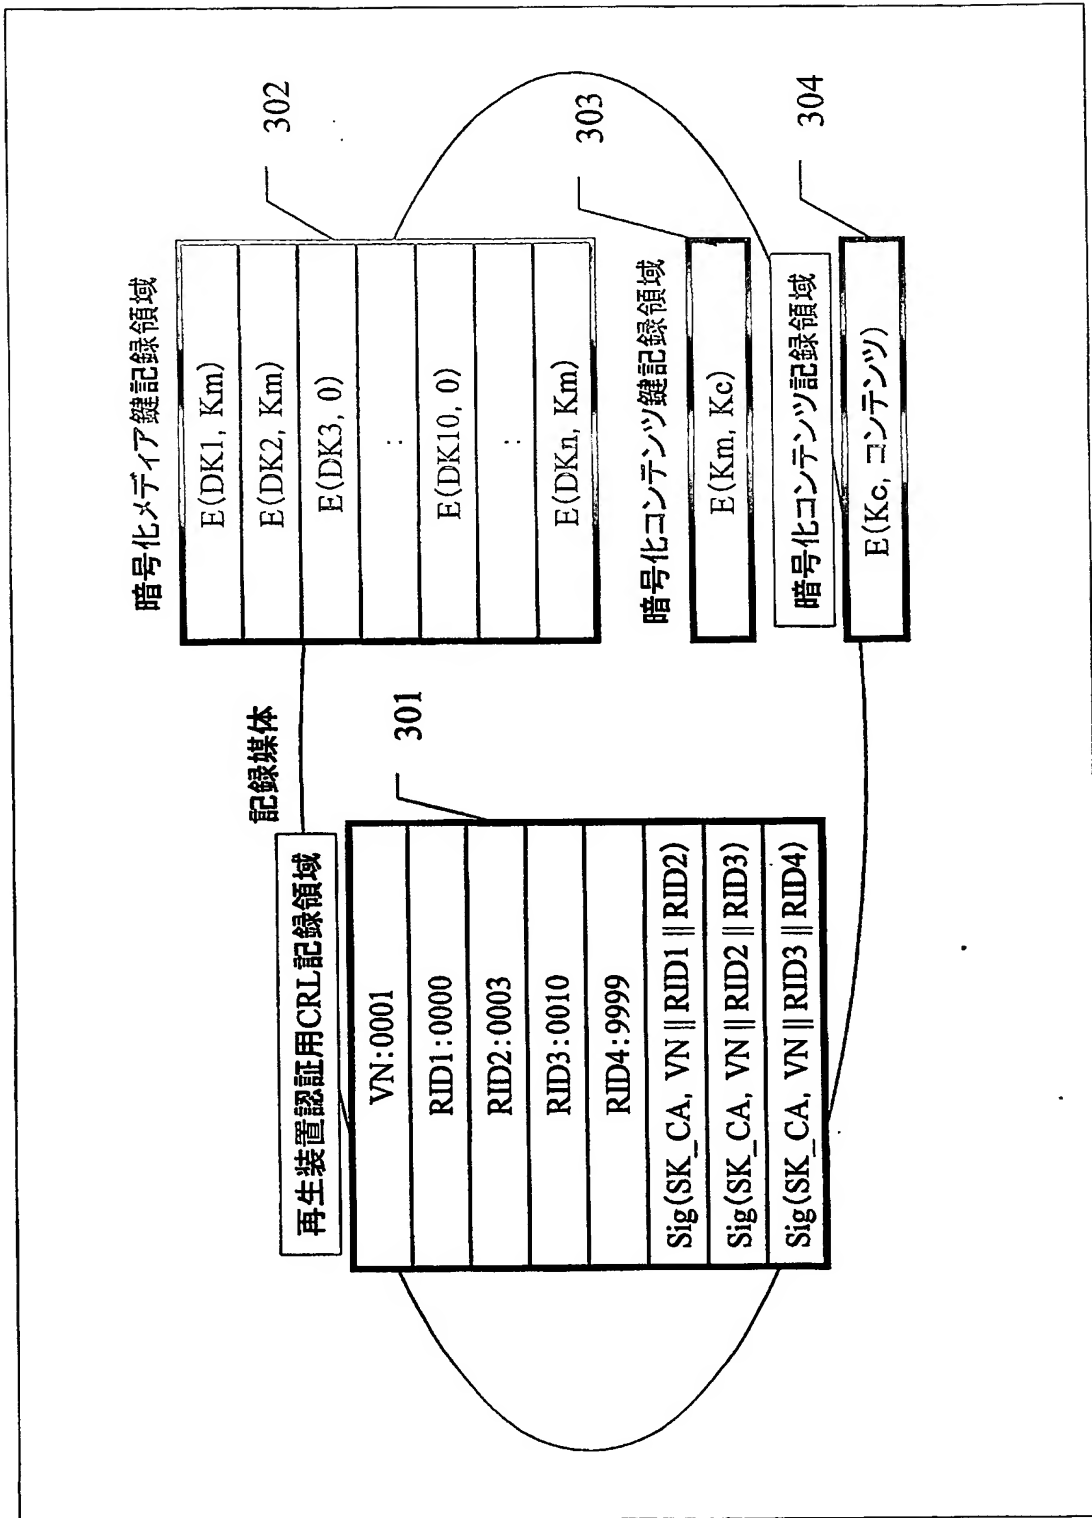 記録媒体
再生装置認証用CRL記録領域
301
VN:0001
RID1:0000
RID2:0003
RID3:0010
RID4:9999
Sig(SK_CA, VN || RID1 || RID2)
Sig(SK_CA, VN || RID2 || RID3)
Sig(SK_CA, VN || RID3 || RID4)
暗号化メディア鍵記録領域
302
E(DK1, Km)
E(DK2, Km)
E(DK3, 0)
:
E(DK10, 0)
:
E(DKn, Km)
暗号化コンテンツ鍵記録領域
303
E(Km, Kc)
暗号化コンテンツ記録領域
304
E(Kc, コンテンツ)